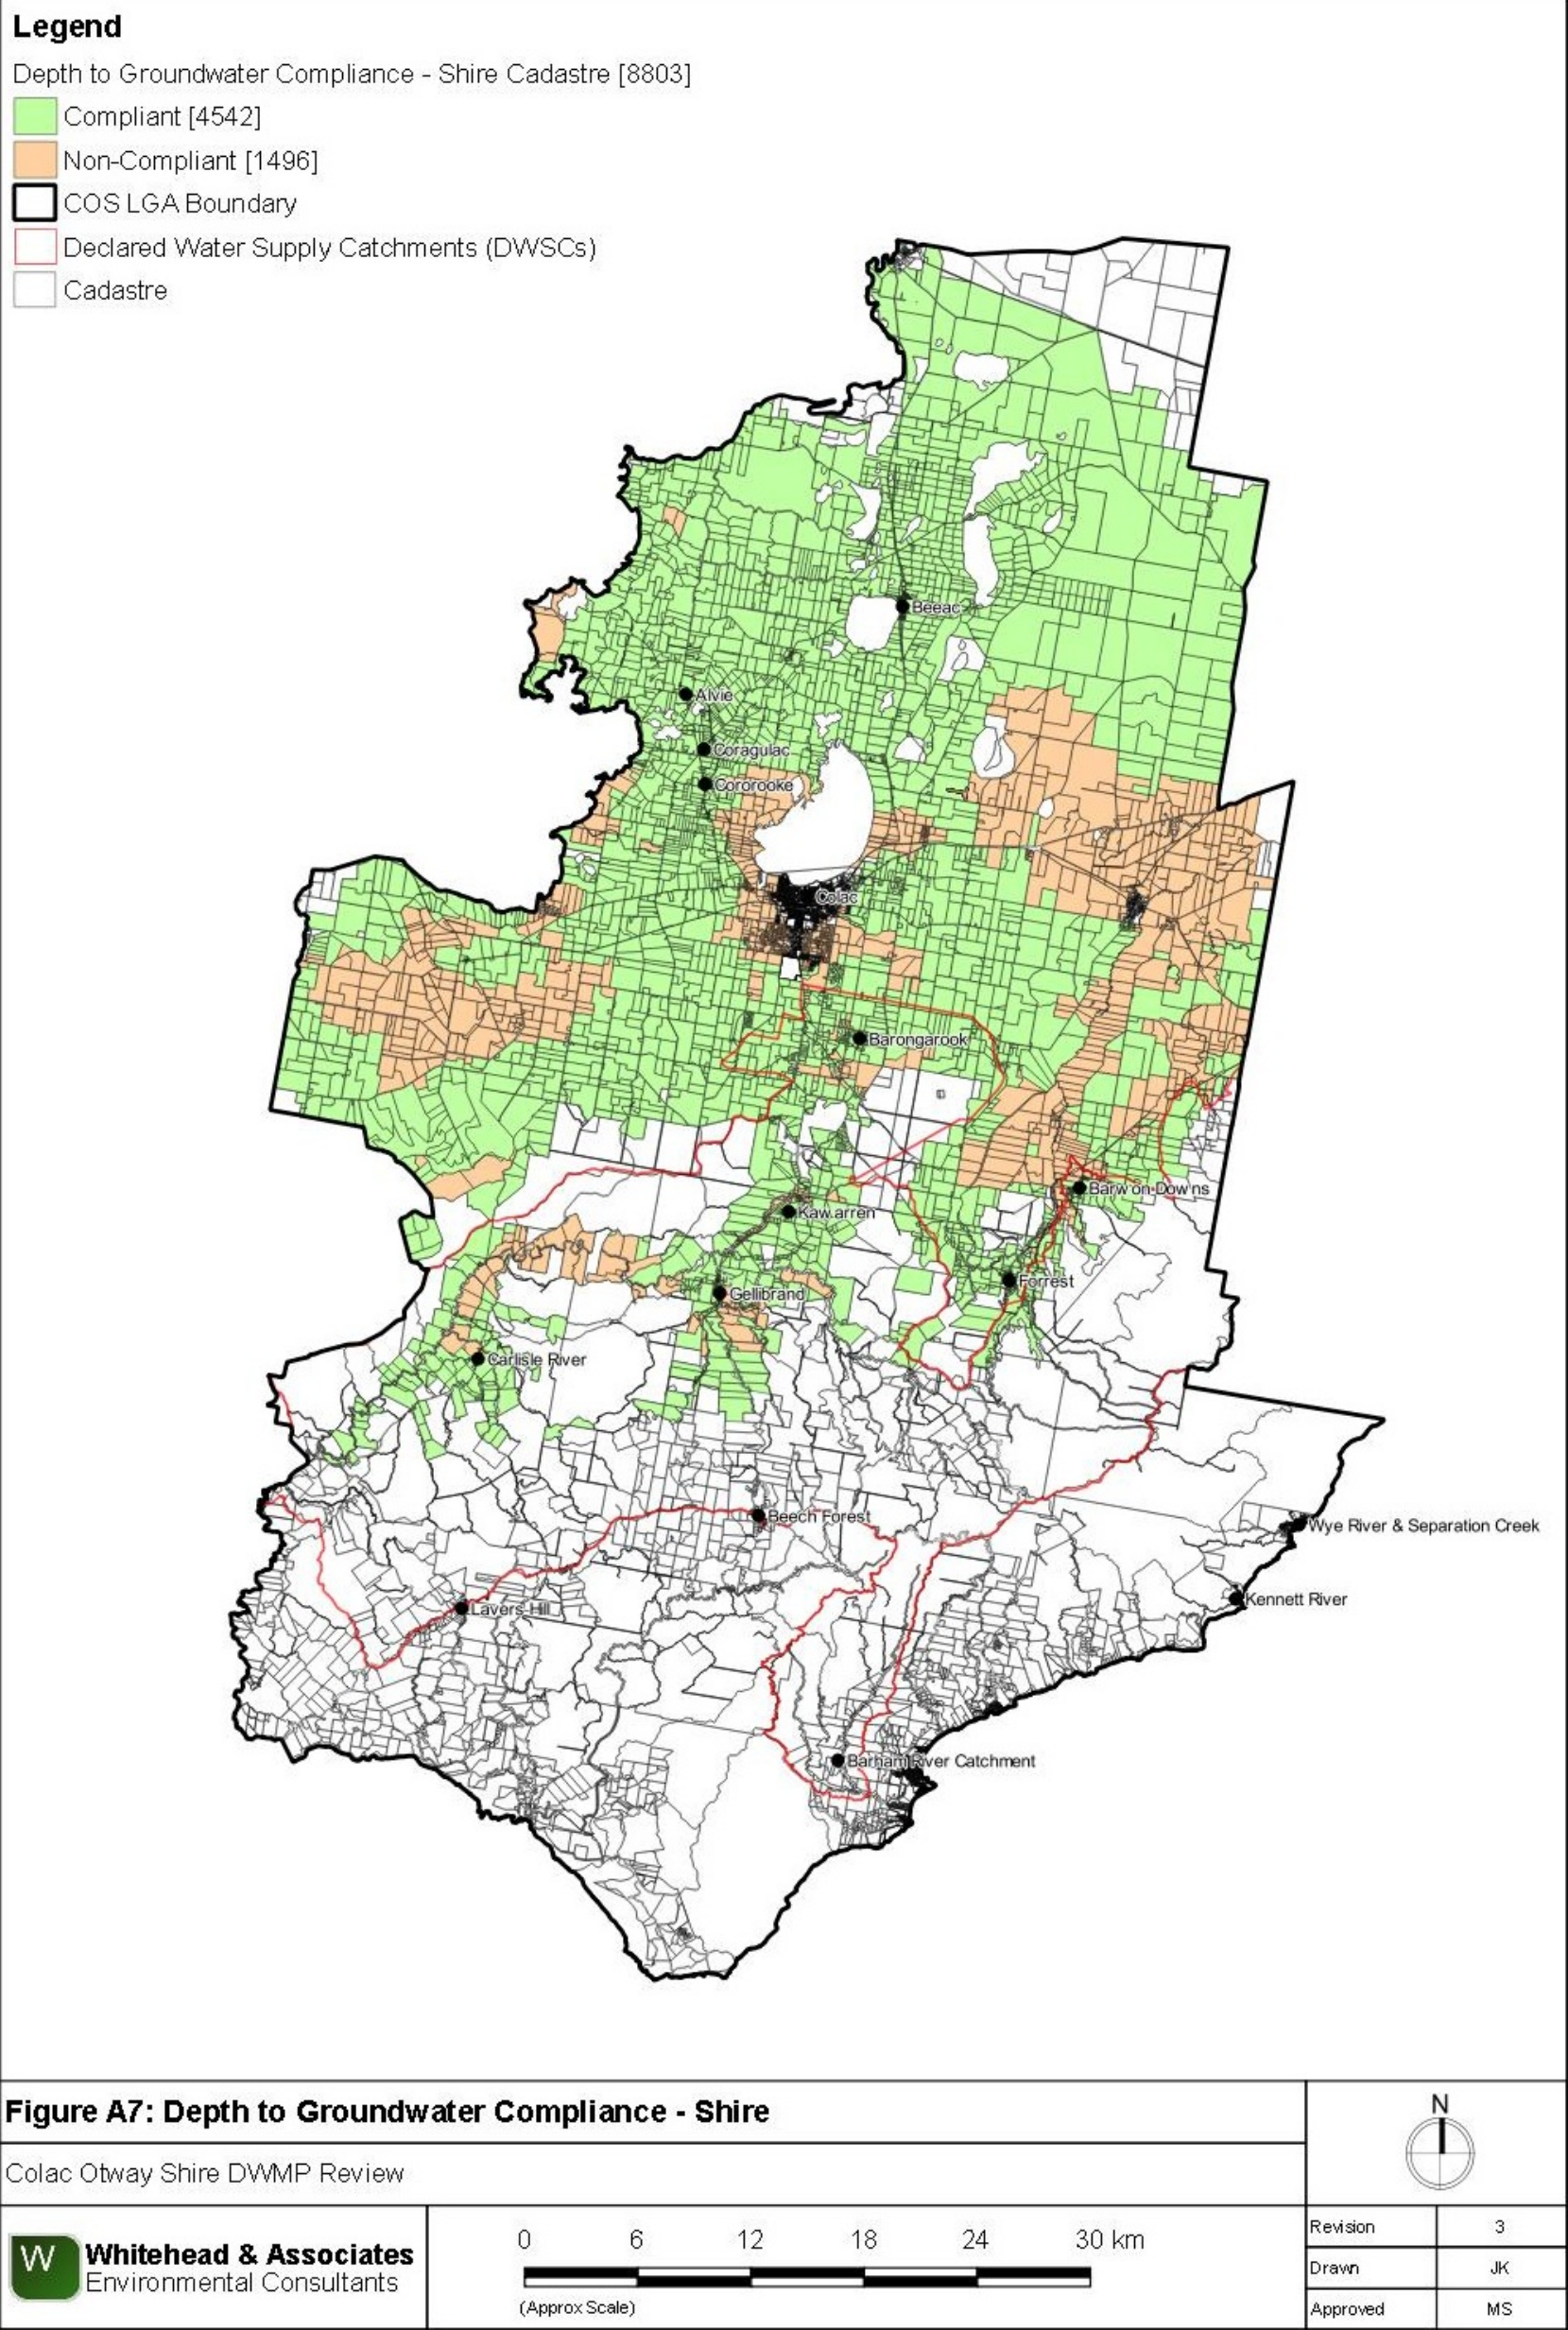 Legend
Depth to Groundwater Compliance - Shire Cadastre [8803]
Compliant [4542]
Non-Compliant [1496]
COS LGA Boundary
Declared Water Supply Catchments (DWSCs)
Cadastre
Beeac
Alvie
Coragulac
Cororooke
Colac
Barongarook
Barwon Downs
Kawarren
Forrest
Gellibrand
Carlisle River
Beech Forest
Wye River & Separation Creek
Kennett River
Lavers Hill
Barham River Catchment
Figure A7: Depth to Groundwater Compliance - Shire
N
Colac Otway Shire DWMP Review
W
Whitehead & Associates
Environmental Consultants
0 6 12 18 24 30 km
(Approx Scale)
Revision 3
Drawn JK
Approved MS